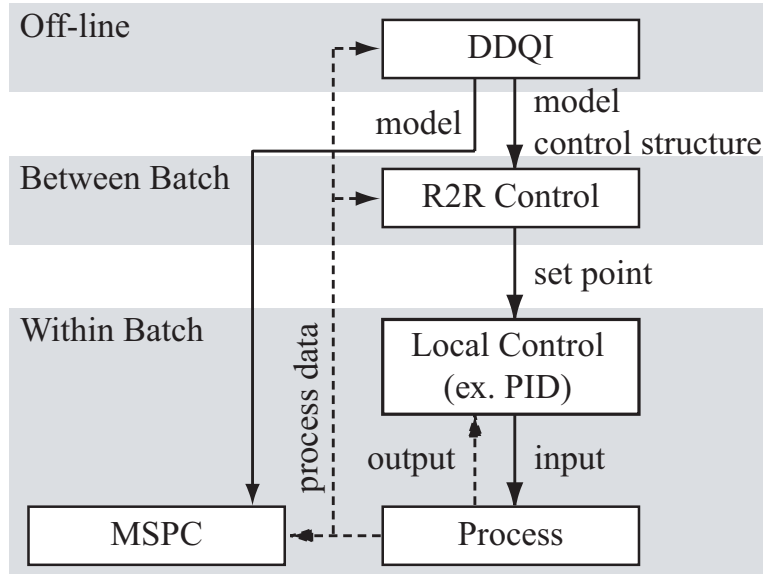 Off-line
DDQI
model
model
control structure
Between Batch
R2R Control
set point
Within Batch
Local Control
(ex. PID)
process data
output
input
MSPC
Process